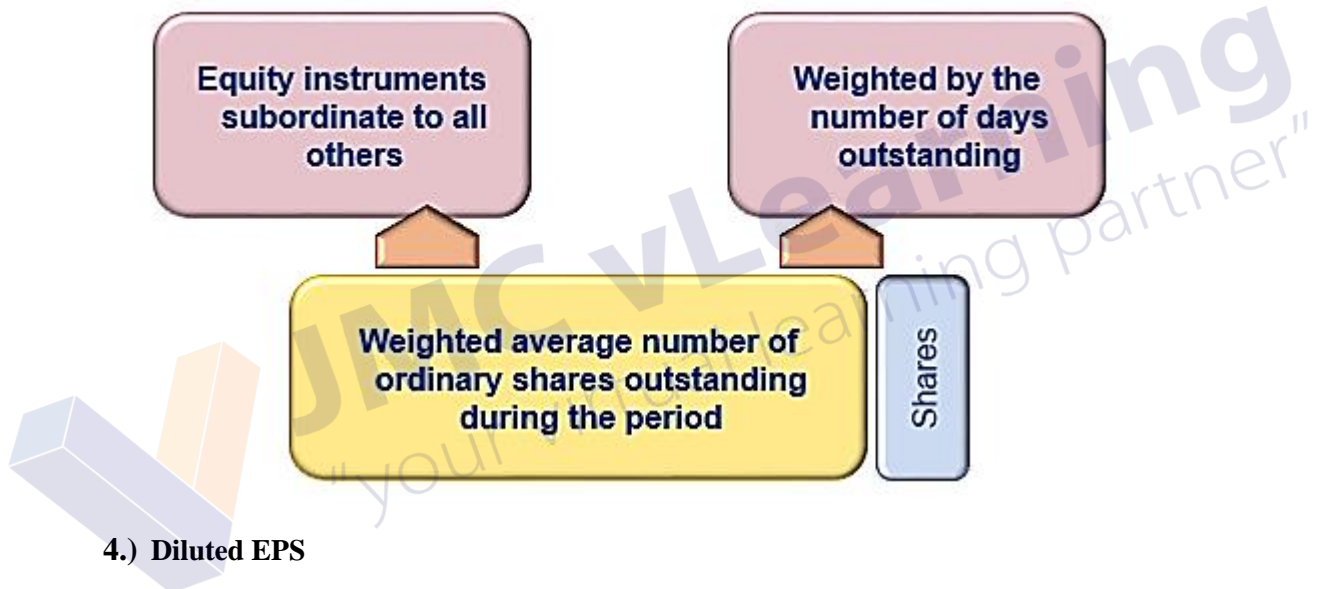 Equity instruments
subordinate to all
others
Weighted by the
number of days
outstanding
Weighted average number of
ordinary shares outstanding
during the period
Shares
JMC vLearning
"your virtual learning partner"
4.) Diluted EPS